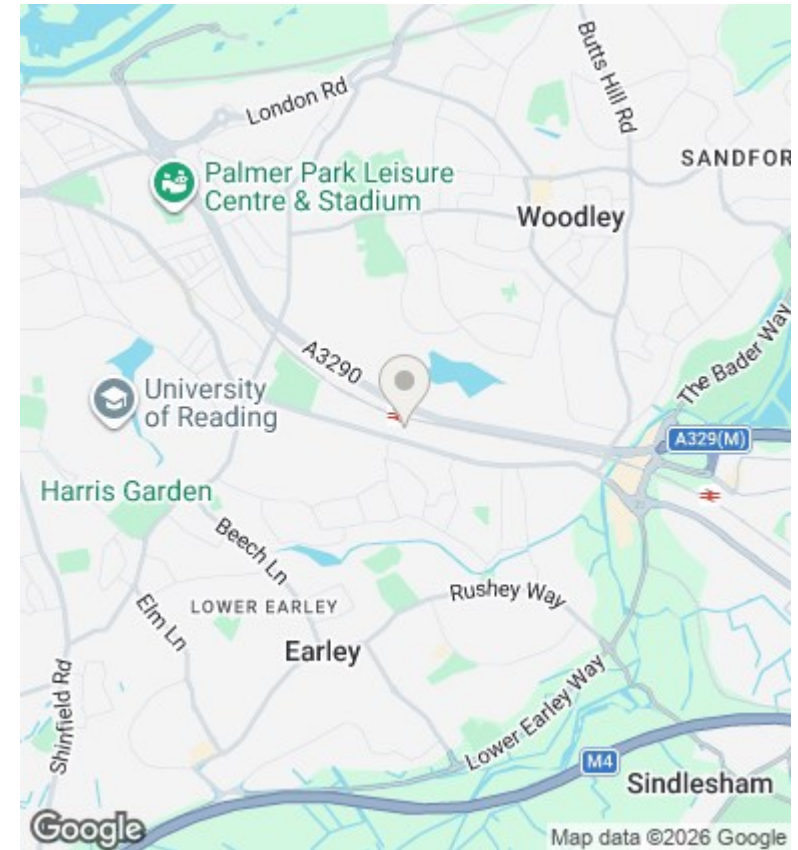 Butts Hill Rd
London Rd
SANDFOR
Palmer Park Leisure
Centre & Stadium
Woodley
The Bader Way
A3290
University
of Reading
A329(M)
Harris Garden
Beech Ln
Rushey Way
LOWER EARLEY
Elm Ln
Earley
Shinfield Rd
Lower Earley Way
M4
Sindlesham
Google
Map data ©2026 Google